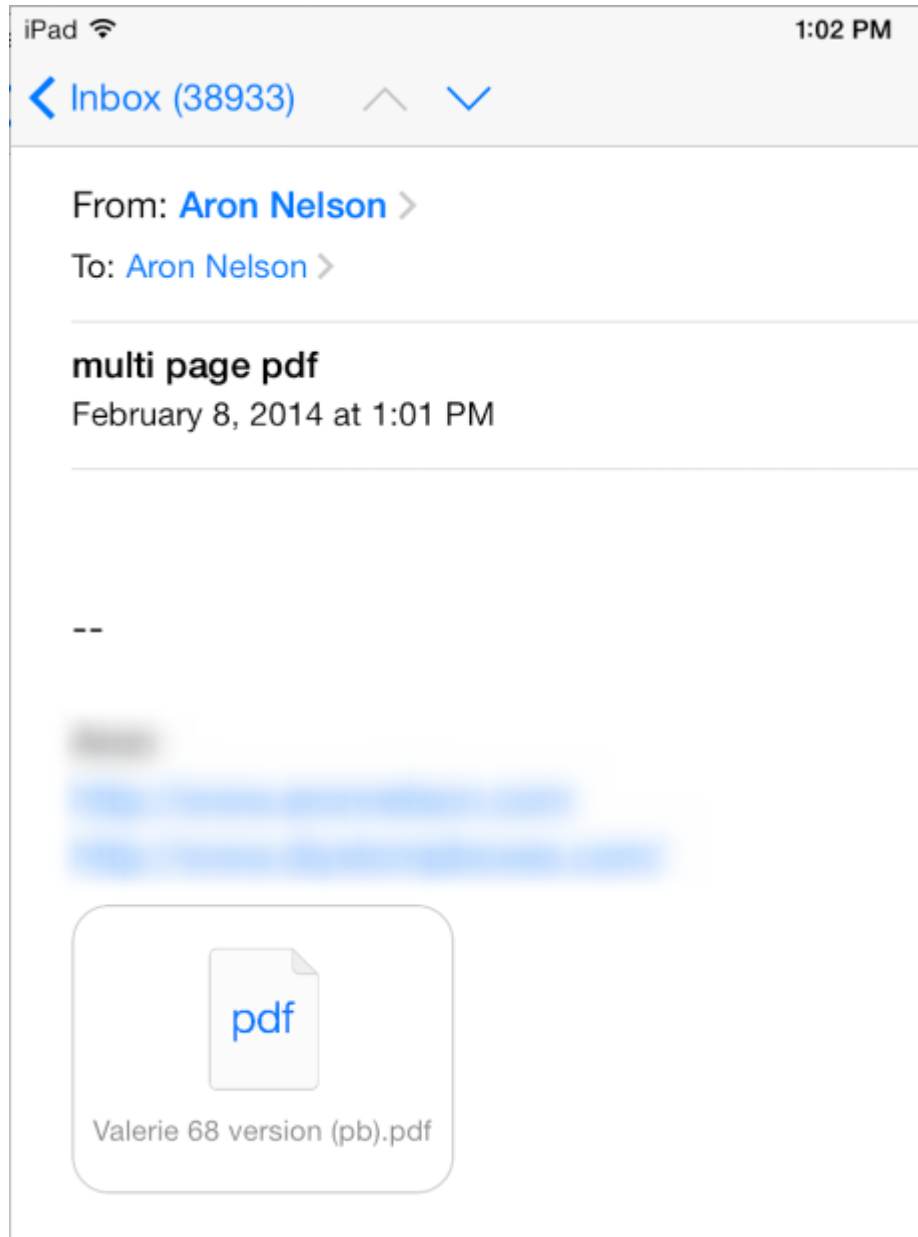 iPad 1:02 PM
Inbox (38933)
From: Aron Nelson
To: Aron Nelson
multi page pdf
February 8, 2014 at 1:01 PM
--
pdf
Valerie 68 version (pb).pdf